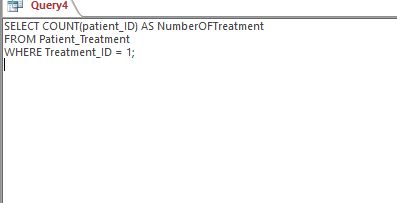 Query4
SELECT COUNT(patient_ID) AS NumberOFTreatment
FROM Patient_Treatment
WHERE Treatment_ID = 1;